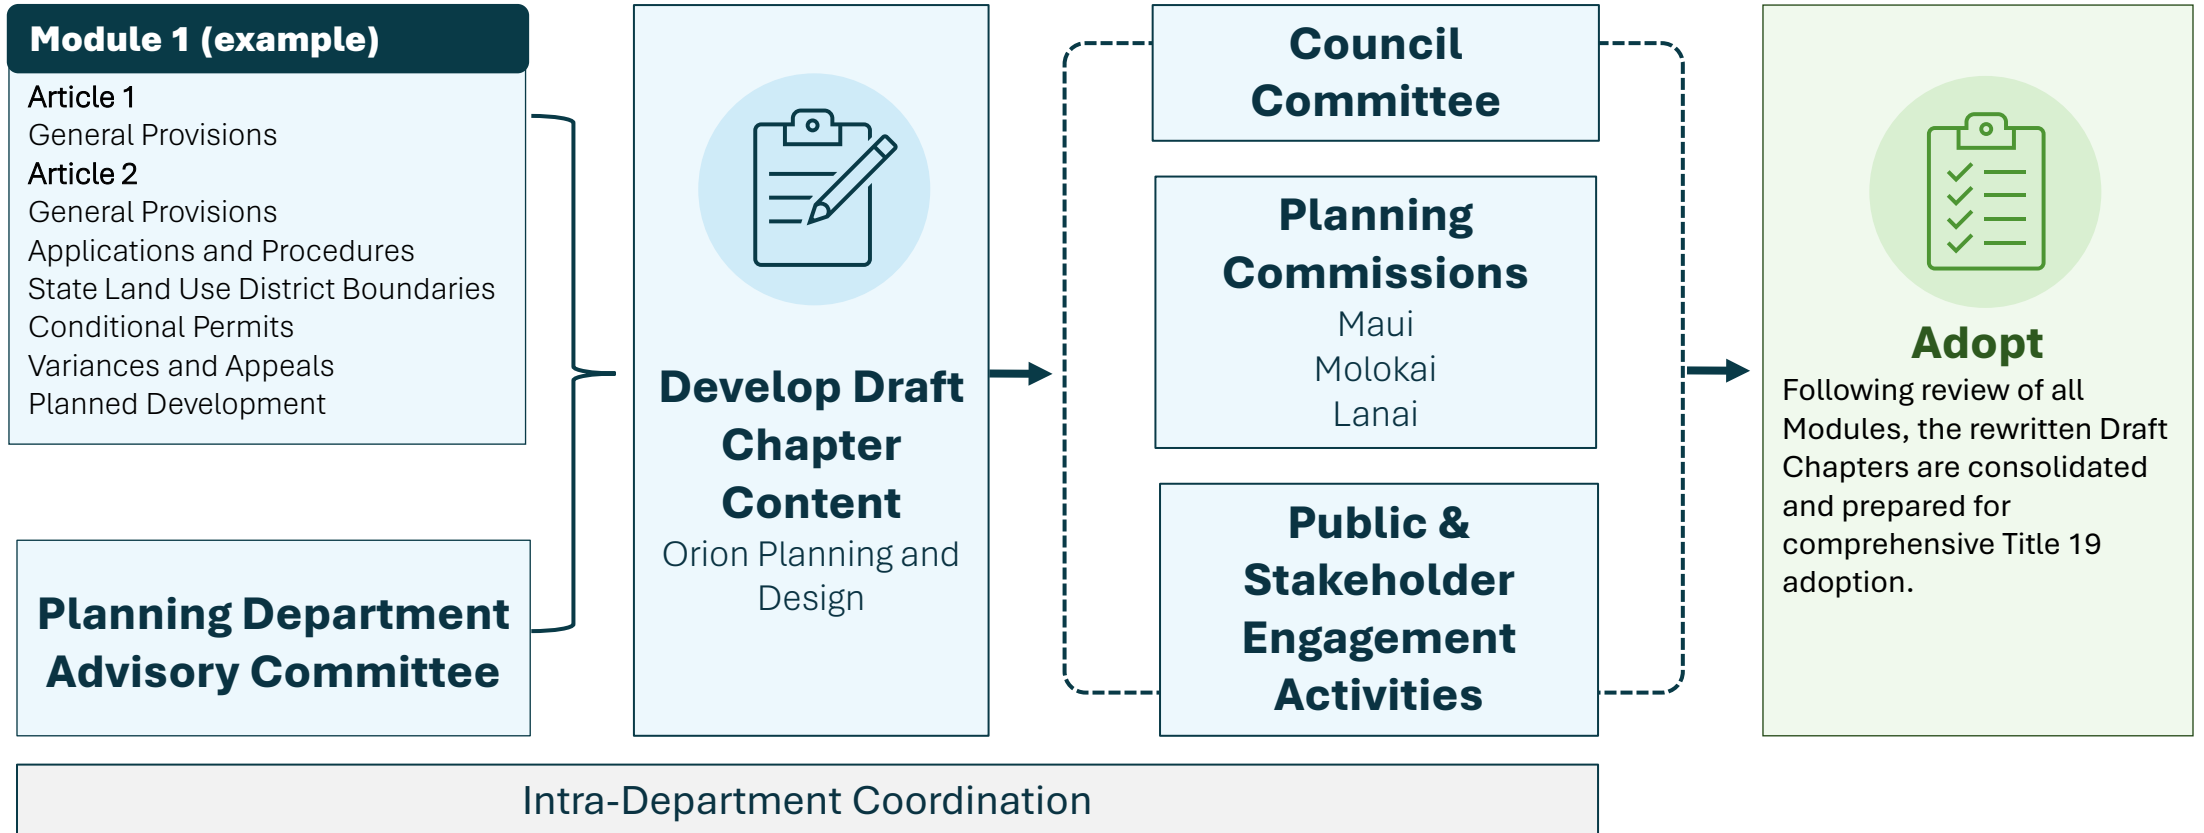 Module 1 (example)
Article 1
General Provisions
Article 2
General Provisions
Applications and Procedures
State Land Use District Boundaries
Conditional Permits
Variances and Appeals
Planned Development
Planning Department
Advisory Committee
Develop Draft
Chapter
Content
Orion Planning and
Design
Council
Committee
Planning
Commissions
Maui
Molokai
Lanai
Public &
Stakeholder
Engagement
Activities
Adopt
Following review of all
Modules, the rewritten Draft
Chapters are consolidated
and prepared for
comprehensive Title 19
adoption.
Intra-Department Coordination